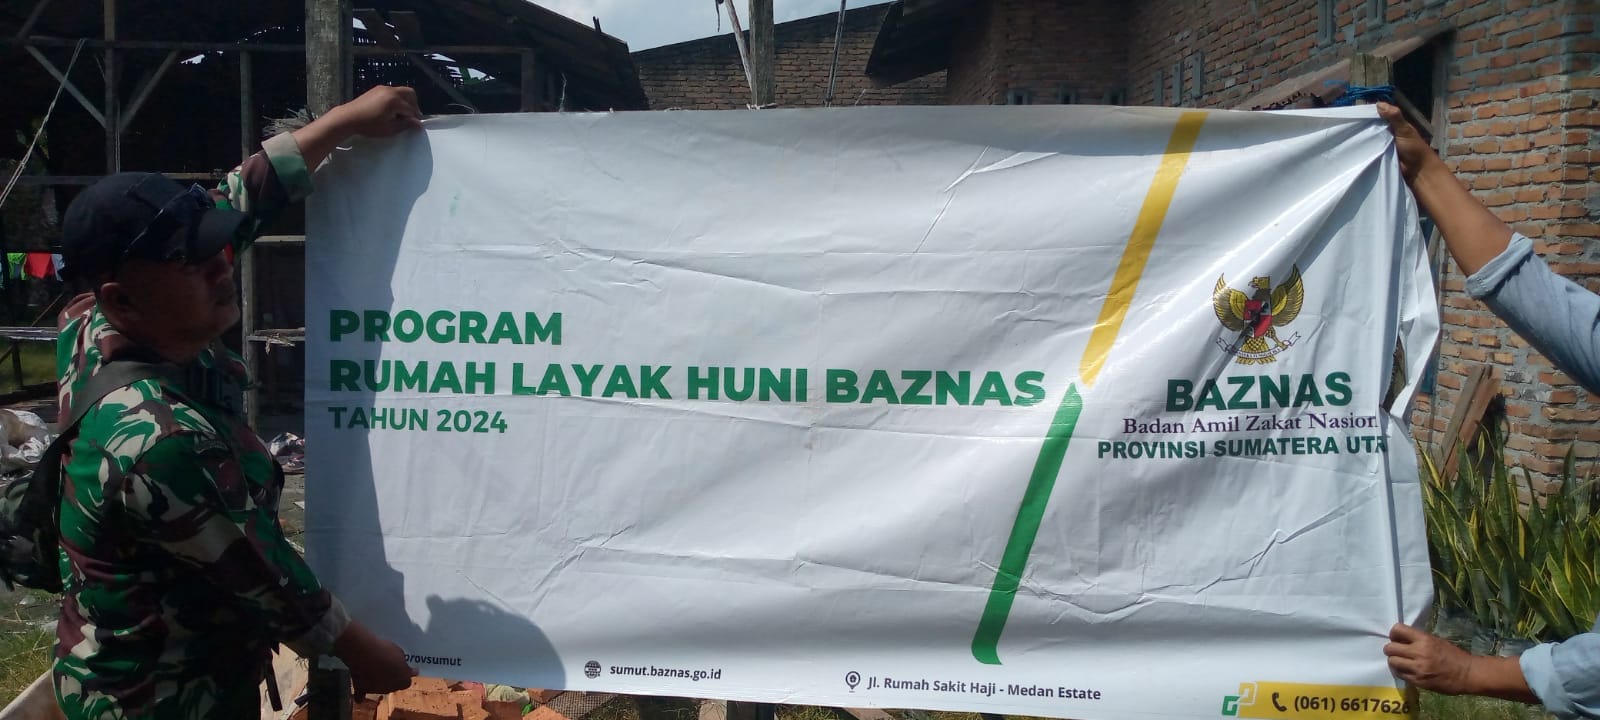 PROGRAM
RUMAH LAYAK HUNI BAZNAS
TAHUN 2024
BAZNAS
Badan Amil Zakat Nasion
PROVINSI SUMATERA UTR
provsumut
sumut.baznas.go.id
Jl. Rumah Sakit Haji - Medan Estate
(061) 6617626